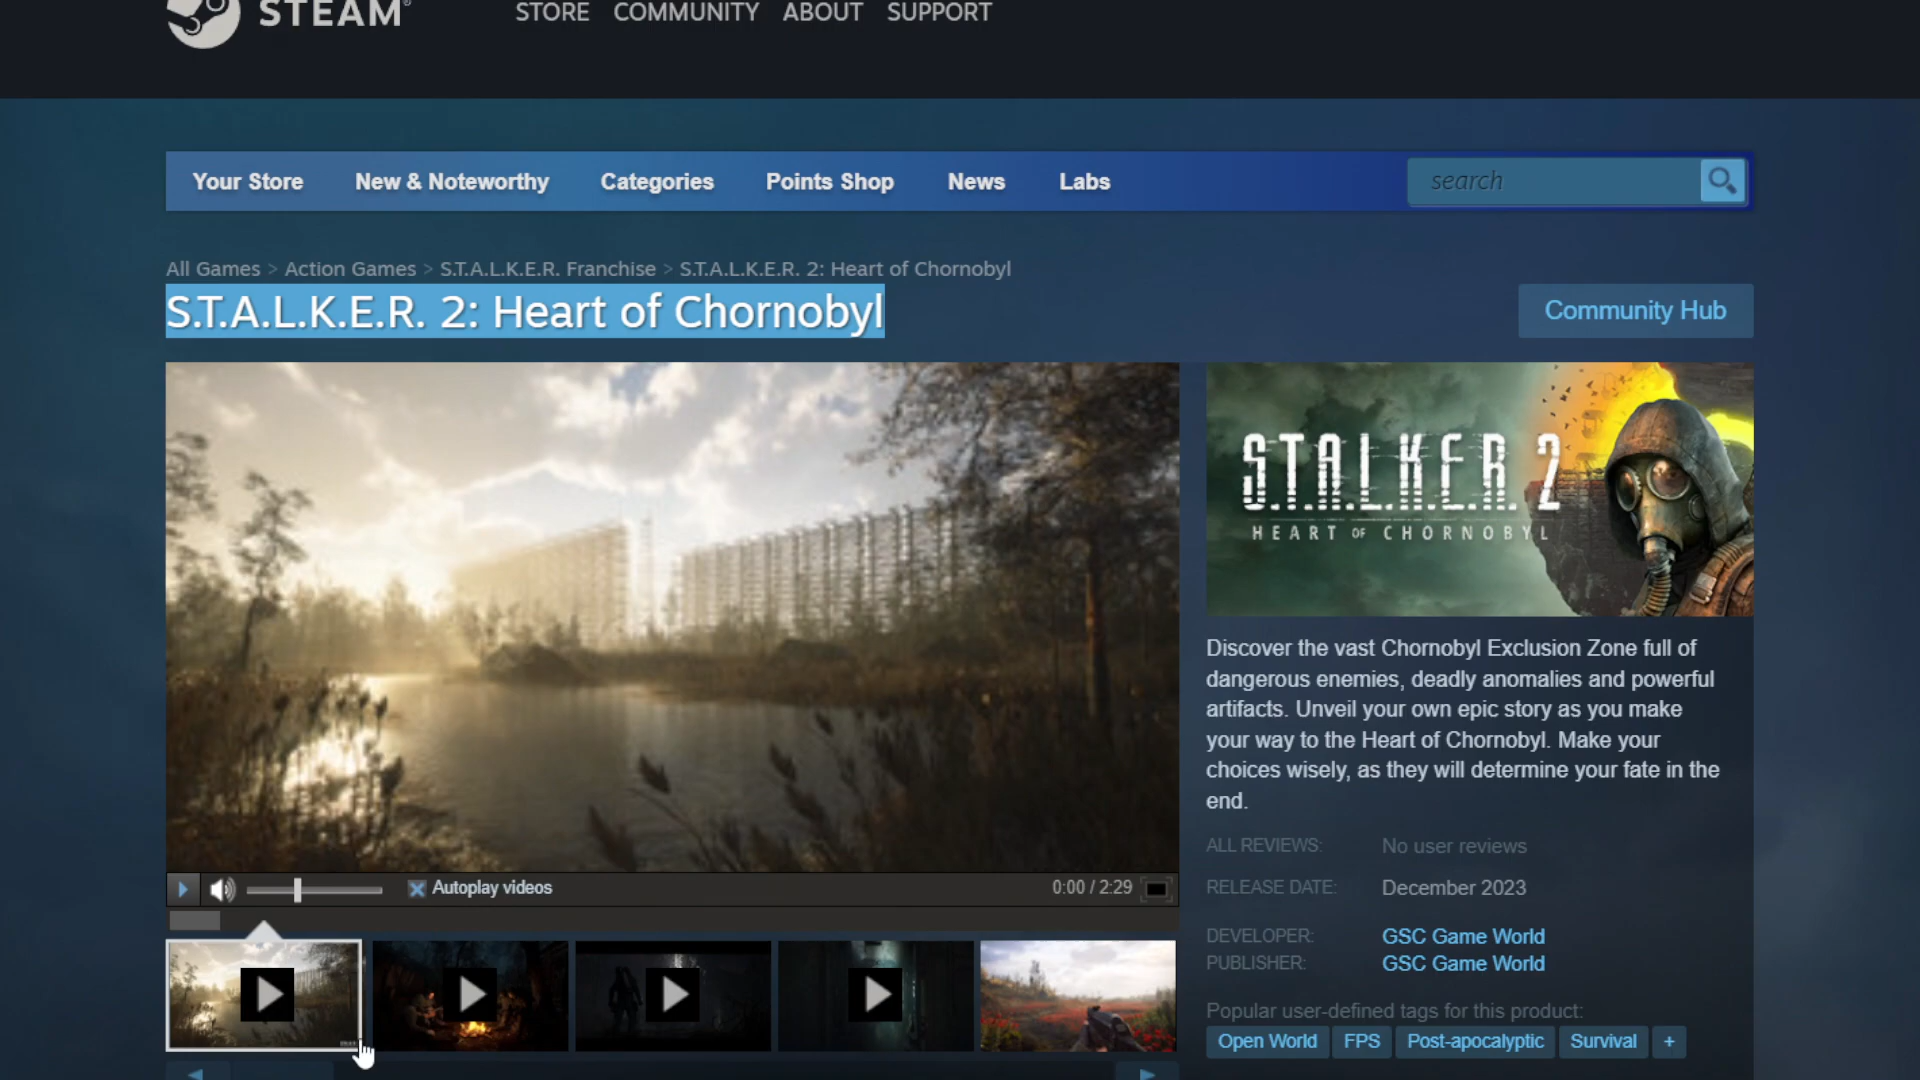 STEAM®
STORE COMMUNITY ABOUT SUPPORT
Your Store New & Noteworthy Categories Points Shop News Labs
search
All Games > Action Games > S.T.A.L.K.E.R. Franchise > S.T.A.L.K.E.R. 2: Heart of Chornobyl
S.T.A.L.K.E.R. 2: Heart of Chornobyl
Community Hub
S.T.A.L.K.E.R. 2
HEART OF CHORNOBYL
Discover the vast Chornobyl Exclusion Zone full of
dangerous enemies, deadly anomalies and powerful
artifacts. Unveil your own epic story as you make
your way to the Heart of Chornobyl. Make your
choices wisely, as they will determine your fate in the
end.
ALL REVIEWS: No user reviews
RELEASE DATE: December 2023
DEVELOPER: GSC Game World
PUBLISHER: GSC Game World
Popular user-defined tags for this product:
Open World FPS Post-apocalyptic Survival +
Autoplay videos
0:00 / 2:29